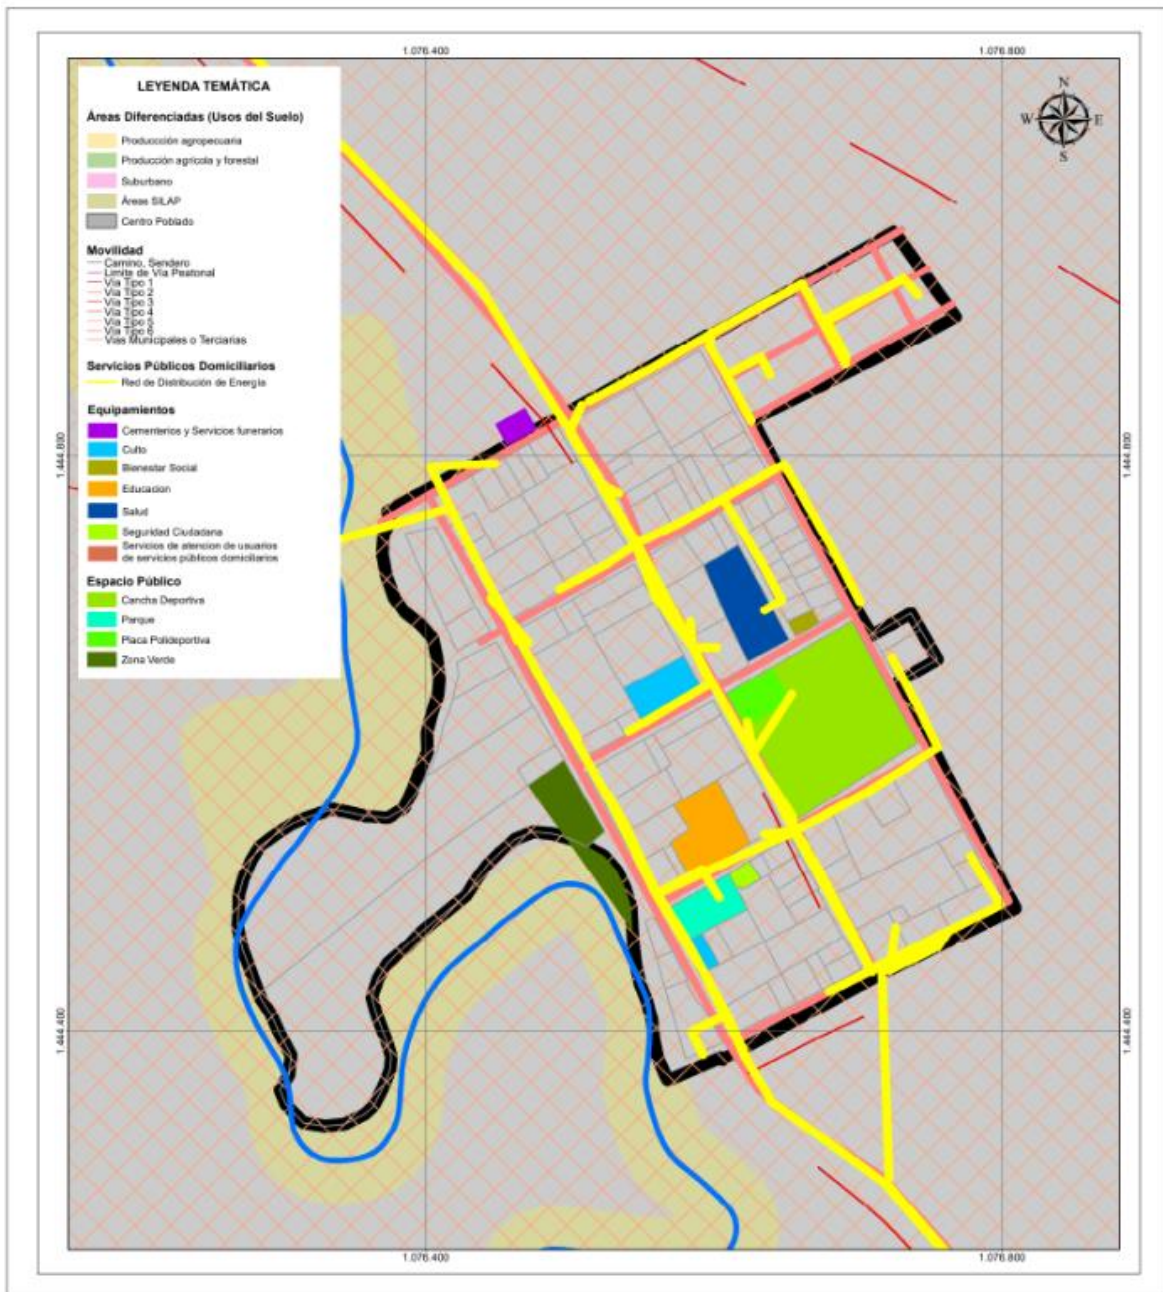 1.076.400
1.076.800
LEYENDA TEMÁTICA
Áreas Diferenciadas (Usos del Suelo)
Producción agropecuaria
Producción agrícola y forestal
Suburbano
Áreas SILAP
Centro Poblado
Movilidad
Camino, Sendero
Limite de Vía Peatonal
Vía Tipo 1
Vía Tipo 2
Vía Tipo 3
Vía Tipo 4
Vía Tipo 5
Vía Tipo 6
Vías Municipales o Terciarias
Servicios Públicos Domiciliarios
Red de Distribución de Energía
Equipamientos
Cementerios y Servicios funerarios
Culto
Bienestar Social
Educacion
Salud
Seguridad Ciudadana
Servicios de atencion de usuarios
de servicios públicos domiciliarios
Espacio Público
Cancha Deportiva
Parque
Placa Polideportiva
Zona Verde
N
W
E
S
1.444.800
1.444.800
1.444.400
1.444.400
1.076.400
1.076.800